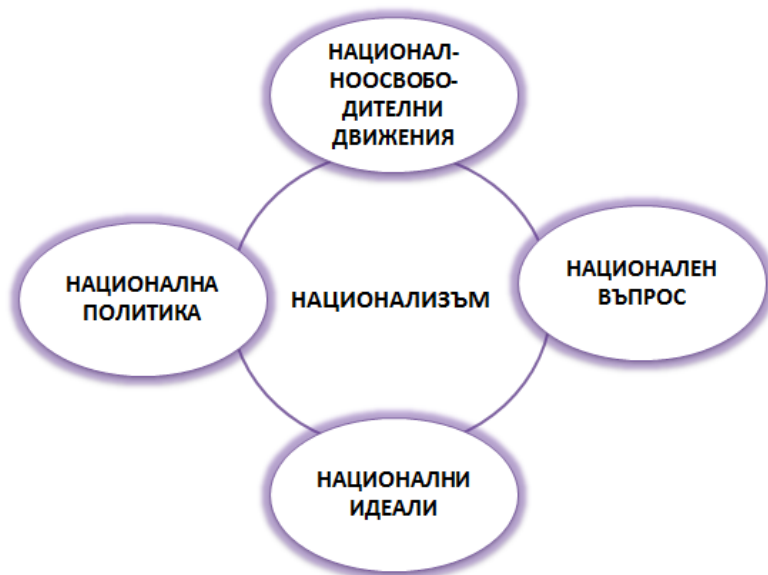 НАЦИОНАЛ-
НООСВОБО-
ДИТЕЛНИ
ДВИЖЕНИЯ
НАЦИОНАЛНА
ПОЛИТИКА
НАЦИОНАЛИЗЪМ
НАЦИОНАЛЕН
ВЪПРОС
НАЦИОНАЛНИ
ИДЕАЛИ